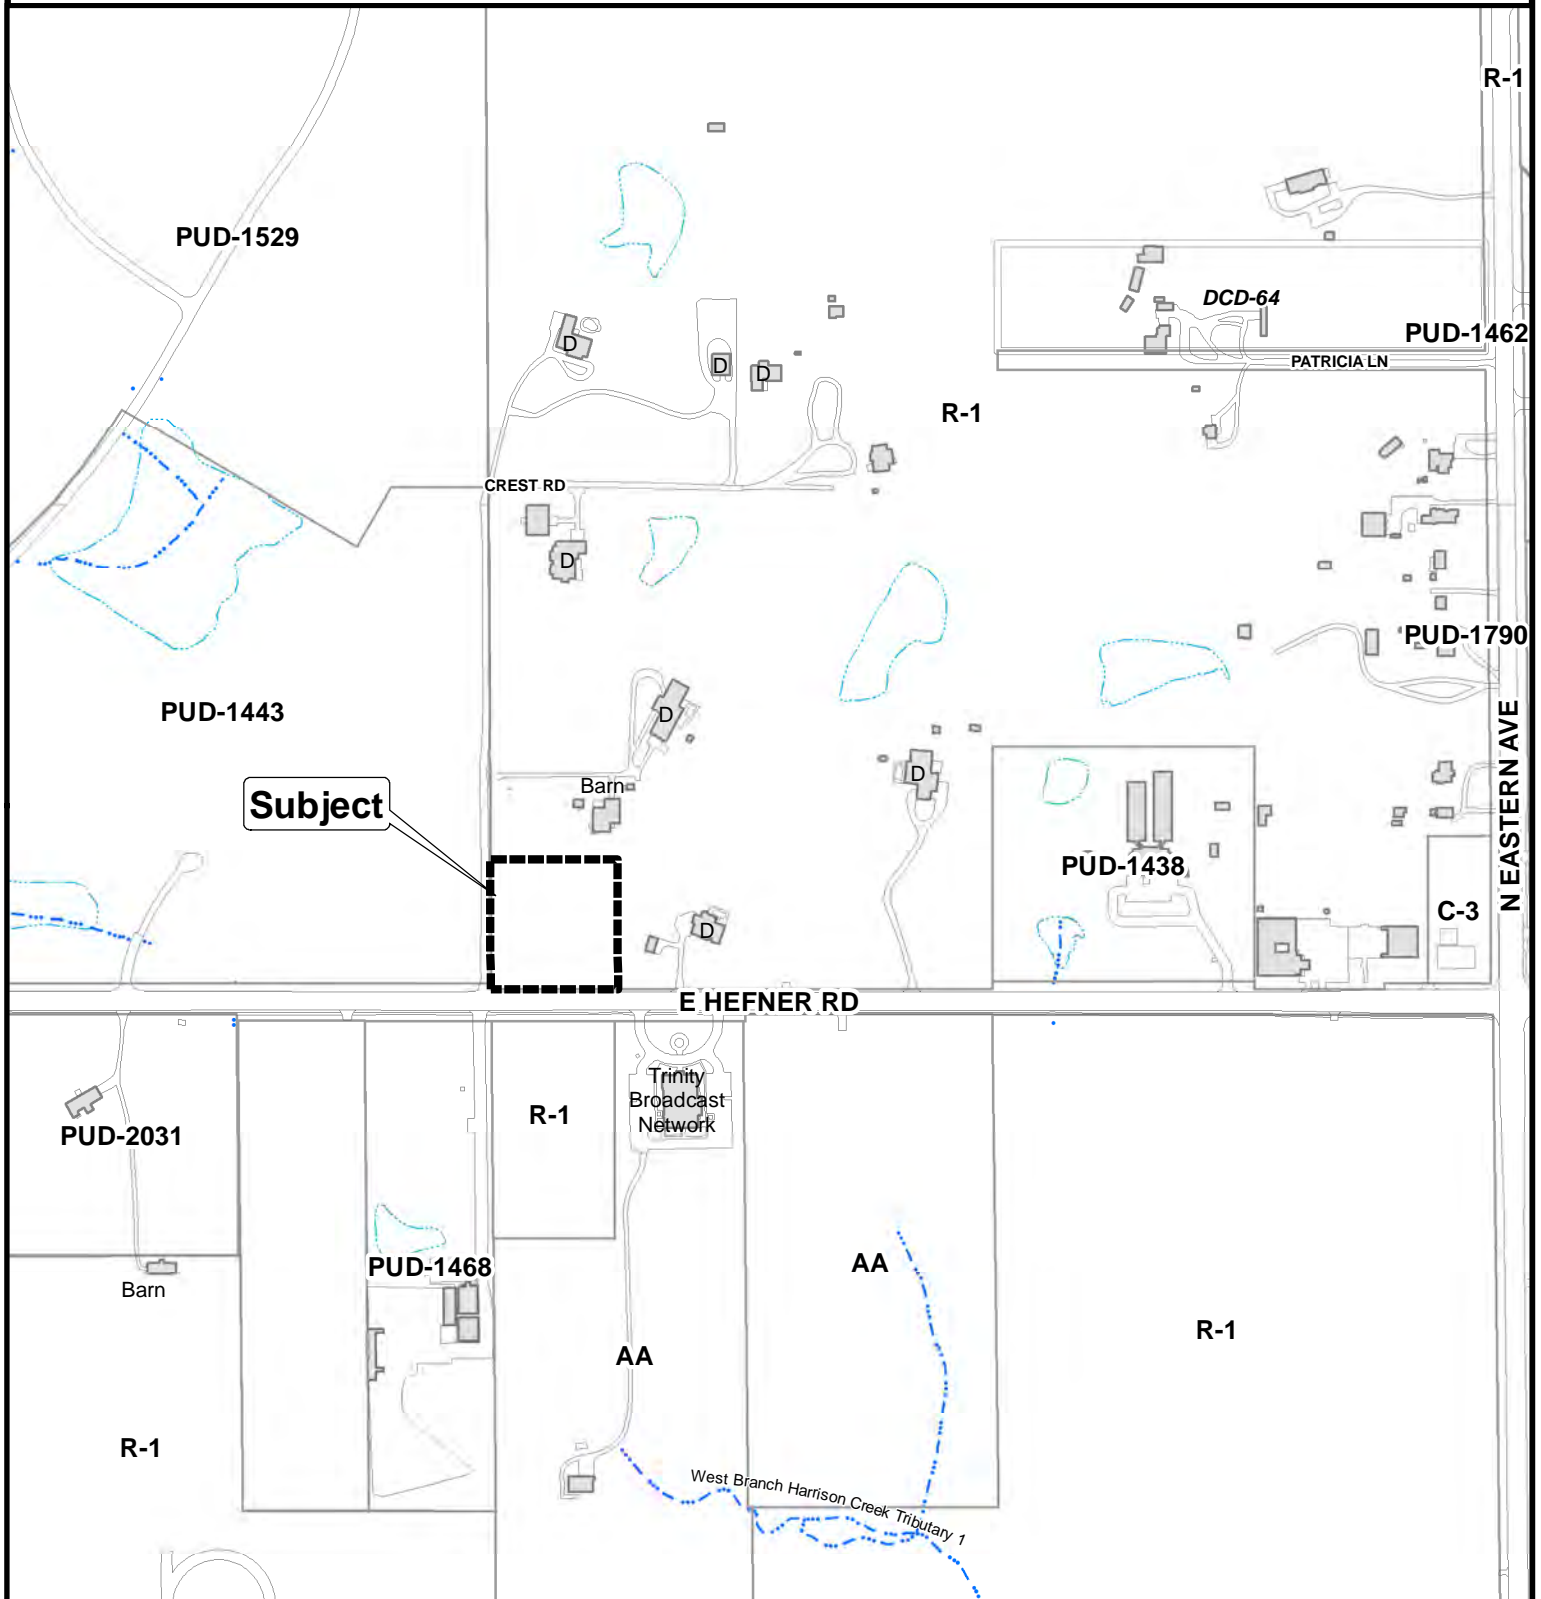 R-1
PUD-1529
DCD-64
PUD-1462
PATRICIA LN
D
D
D
R-1
CREST RD
D
PUD-1790
PUD-1443
D
N EASTERN AVE
D
Barn
Subject
PUD-1438
C-3
D
E HEFNER RD
Trinity
Broadcast
Network
R-1
PUD-2031
PUD-1468
AA
Barn
R-1
AA
R-1
West Branch Harrison Creek Tributary 1